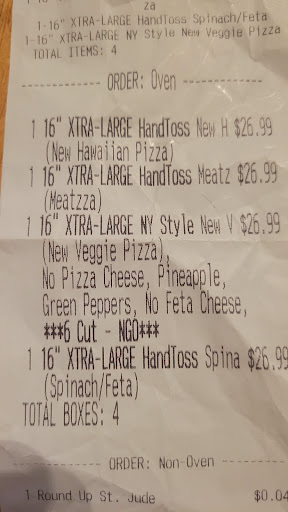 za
1-16" XTRA-LARGE HandToss Spinach/Feta
1-16" XTRA-LARGE NY Style New Veggie Pizza
TOTAL ITEMS: 4
ORDER: Oven
1 16" XTRA-LARGE HandToss New H $26.99
(New Hawaiian Pizza)
1 16" XTRA-LARGE HandToss Meatz $26.99
(Meatzza)
1 16" XTRA-LARGE NY Style New V $26.99
(New Veggie Pizza),
No Pizza Cheese, Pineapple,
Green Peppers, No Feta Cheese,
***6 Cut - NGO***
1 16" XTRA-LARGE HandToss Spina $26.99
(Spinach/Feta)
TOTAL BOXES: 4
ORDER: Non-Oven
1 Round Up St. Jude $0.04